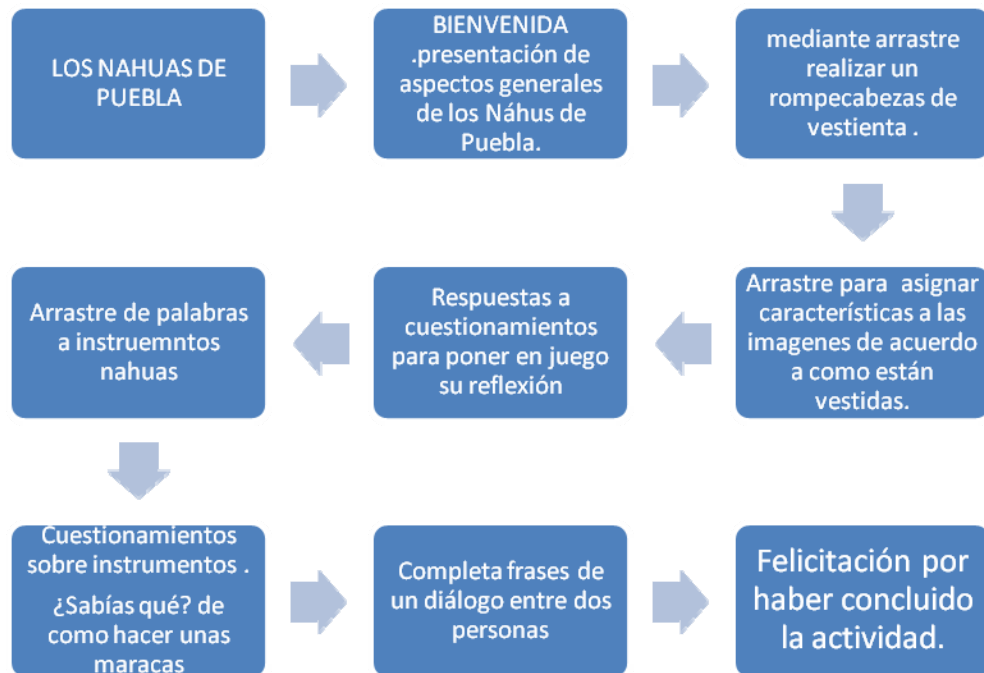 LOS NAHUAS DE
PUEBLA
BIENVENIDA
.presentación de
aspectos generales
de los Náhus de
Puebla.
mediante arrastre
realizar un
rompecabezas de
vestienta .
Arrastre para asignar
características a las
imagenes de acuerdo
a como están
vestidas.
Respuestas a
cuestionamientos
para poner en juego
su reflexión
Arrastre de palabras
a instruemntos
nahuas
Cuestionamientos
sobre instrumentos .
¿Sabías qué? de
como hacer unas
maracas
Completa frases de
un diálogo entre dos
personas
Felicitación por
haber concluido
la actividad.